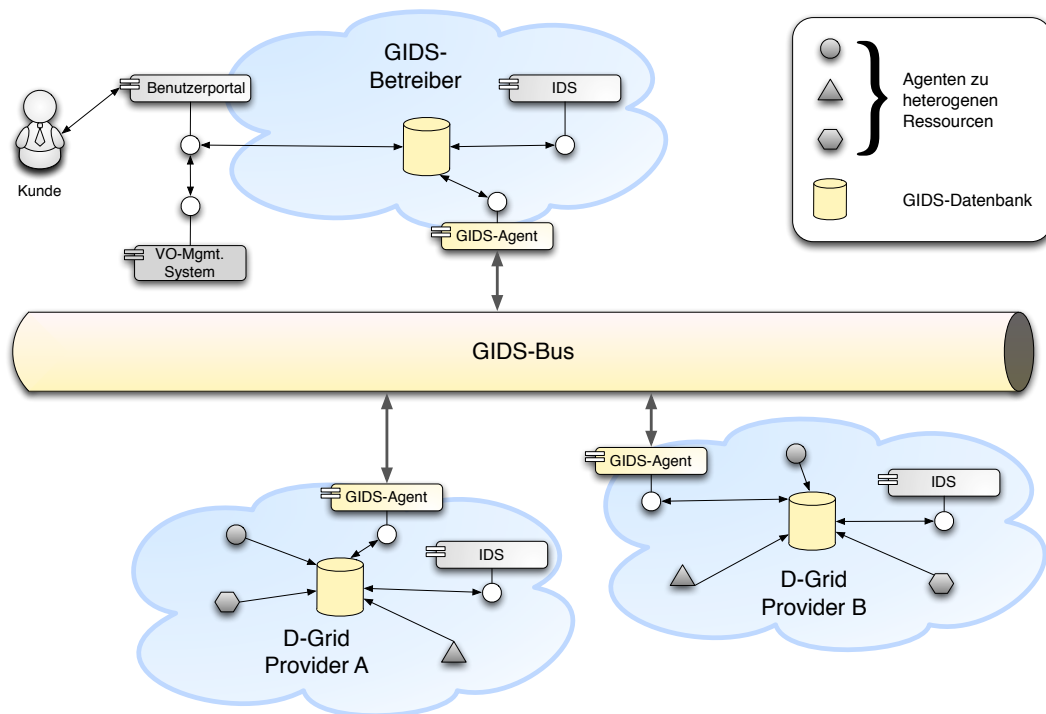 GIDS-
Betreiber
Benutzerportal
IDS
Kunde
VO-Mgmt.
System
GIDS-Agent
Agenten zu
heterogenen
Ressourcen
GIDS-Datenbank
GIDS-Bus
GIDS-Agent
IDS
D-Grid
Provider A
GIDS-Agent
IDS
D-Grid
Provider B